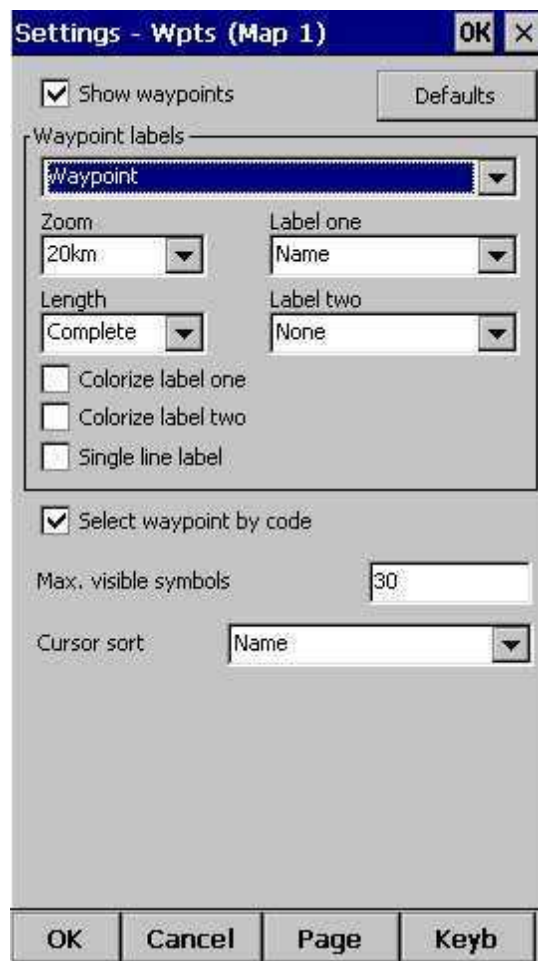 Settings - Wpts (Map 1) OK
Show waypoints Defaults
Waypoint labels
Waypoint
Zoom Label one
20km Name
Length Label two
Complete None
Colorize label one
Colorize label two
Single line label
Select waypoint by code
Max. visible symbols 30
Cursor sort Name
OK Cancel Page Keyb